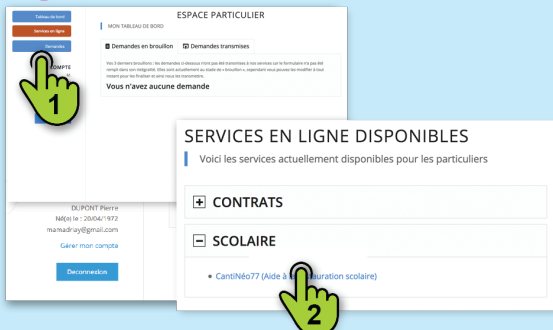 Tableau de bord
Services en ligne
Demandes
COMPTE
1
ESPACE PARTICULIER
MON TABLEAU DE BORD
Demandes en brouillon
Demandes transmises
Vos 3 derniers brouillons : les demandes ci-dessous n'ont pas été transmises à vos services car le formulaire n'a pas été
rempli dans son intégralité. Elles sont actuellement au stade de « brouillon », cependant vous pouvez les modifier à tout
instant pour les finaliser et ainsi nous les transmettre.
Vous n'avez aucune demande
DUPONT Pierre
Né(e) le : 20/04/1972
mamadriay@gmail.com
Gérer mon compte
Deconnexion
SERVICES EN LIGNE DISPONIBLES
Voici les services actuellement disponibles pour les particuliers
+ CONTRATS
− SCOLAIRE
• CantiNéo77 (Aide à uration scolaire)
2